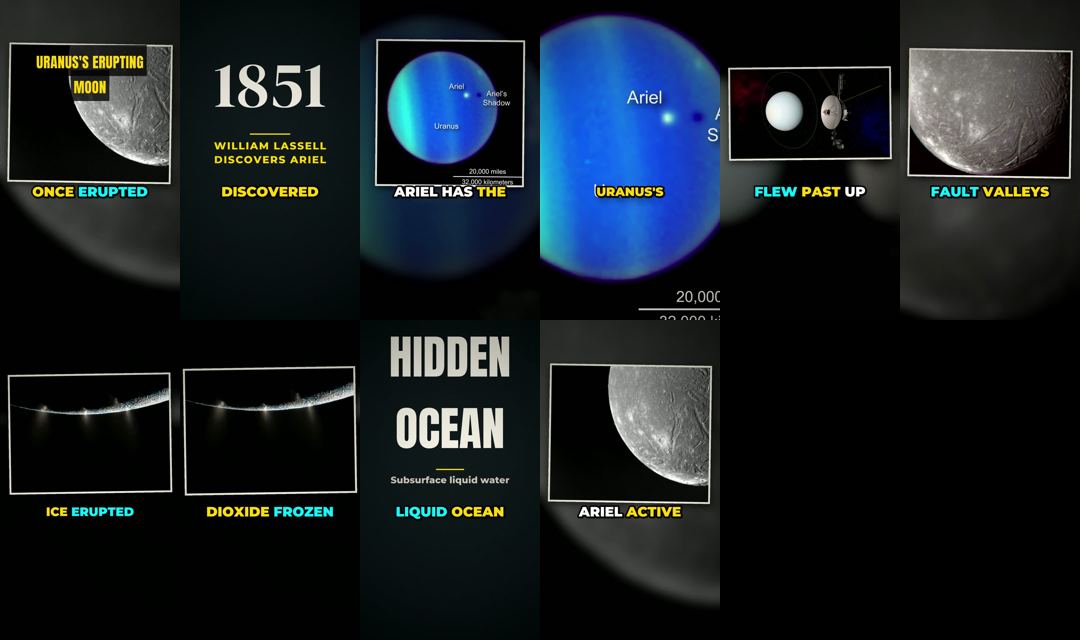 URANUS'S ERUPTING
MOON
ONCE ERUPTED
1851
WILLIAM LASSELL
DISCOVERS ARIEL
DISCOVERED
Ariel
Ariel's
Shadow
Uranus
20,000 miles
32,000 kilometers
ARIEL HAS THE
Ariel
A
S
URANUS'S
20,000
FLEW PAST UP
FAULT VALLEYS
ICE ERUPTED
DIOXIDE FROZEN
HIDDEN
OCEAN
Subsurface liquid water
LIQUID OCEAN
ARIEL ACTIVE